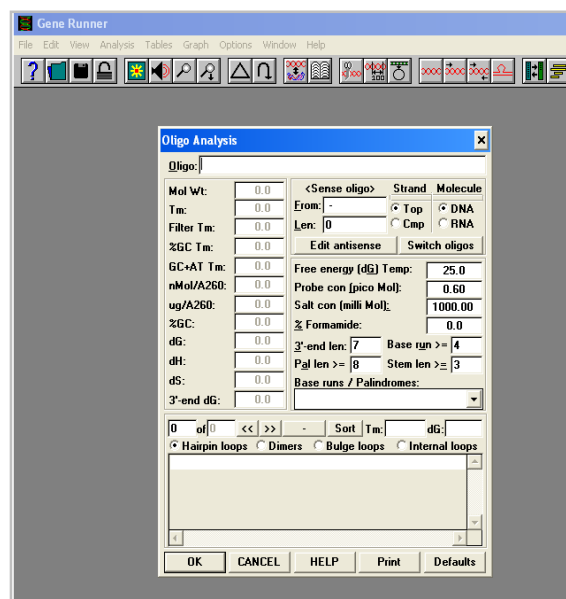 Gene Runner
File Edit View Analysis Tables Graph Options Window Help
100
Oligo Analysis
Oligo:
Mol Wt: 0.0 <Sense oligo> Strand Molecule
Tm: 0.0 From: - Top DNA
Filter Tm: 0.0 Len: 0 Cmp RNA
%GC Tm: 0.0 Edit antisense Switch oligos
GC+AT Tm: 0.0 Free energy (dG) Temp: 25.0
nMol/A260: 0.0 Probe con (pico Mol): 0.60
ug/A260: 0.0 Salt con (milli Mol): 1000.00
%GC: 0.0 % Formamide: 0.0
dG: 0.0 3'-end len: 7 Base run >= 4
dH: 0.0 Pal len >= 8 Stem len >= 3
dS: 0.0 Base runs / Palindromes:
3'-end dG: 0.0
0 of 0 << >> - Sort Tm: dG:
Hairpin loops Dimers Bulge loops Internal loops
OK CANCEL HELP Print Defaults